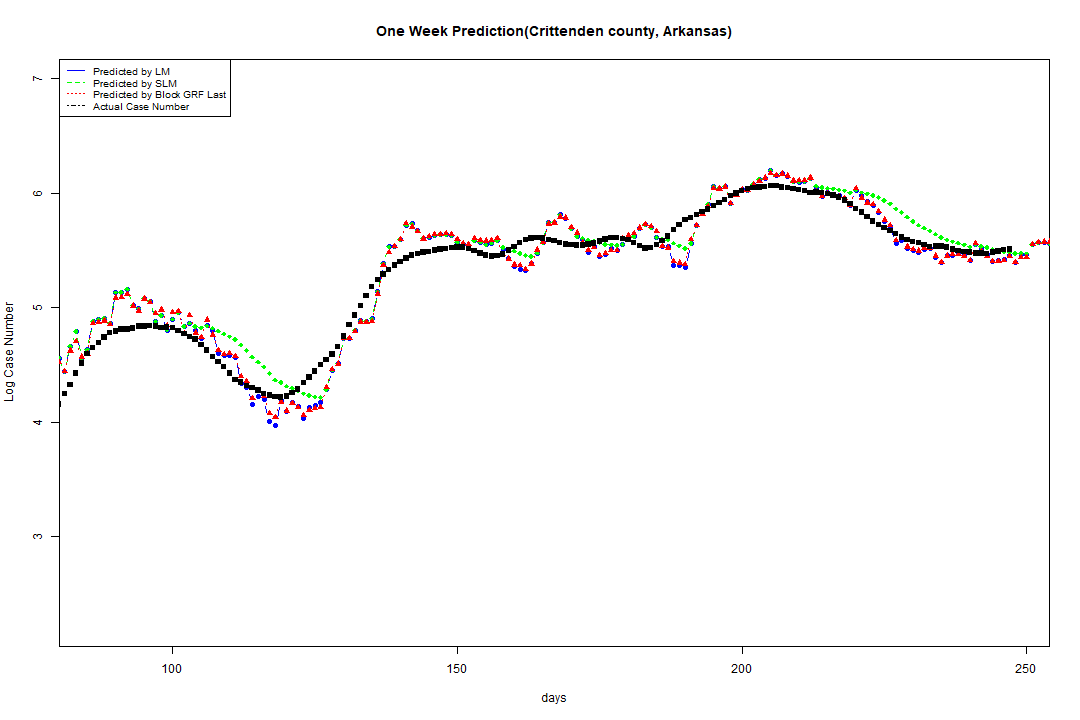 One Week Prediction(Crittenden county, Arkansas)
Predicted by LM
Predicted by SLM
Predicted by Block GRF Last
Actual Case Number
7
6
5
4
3
Log Case Number
100 150 200 250
days